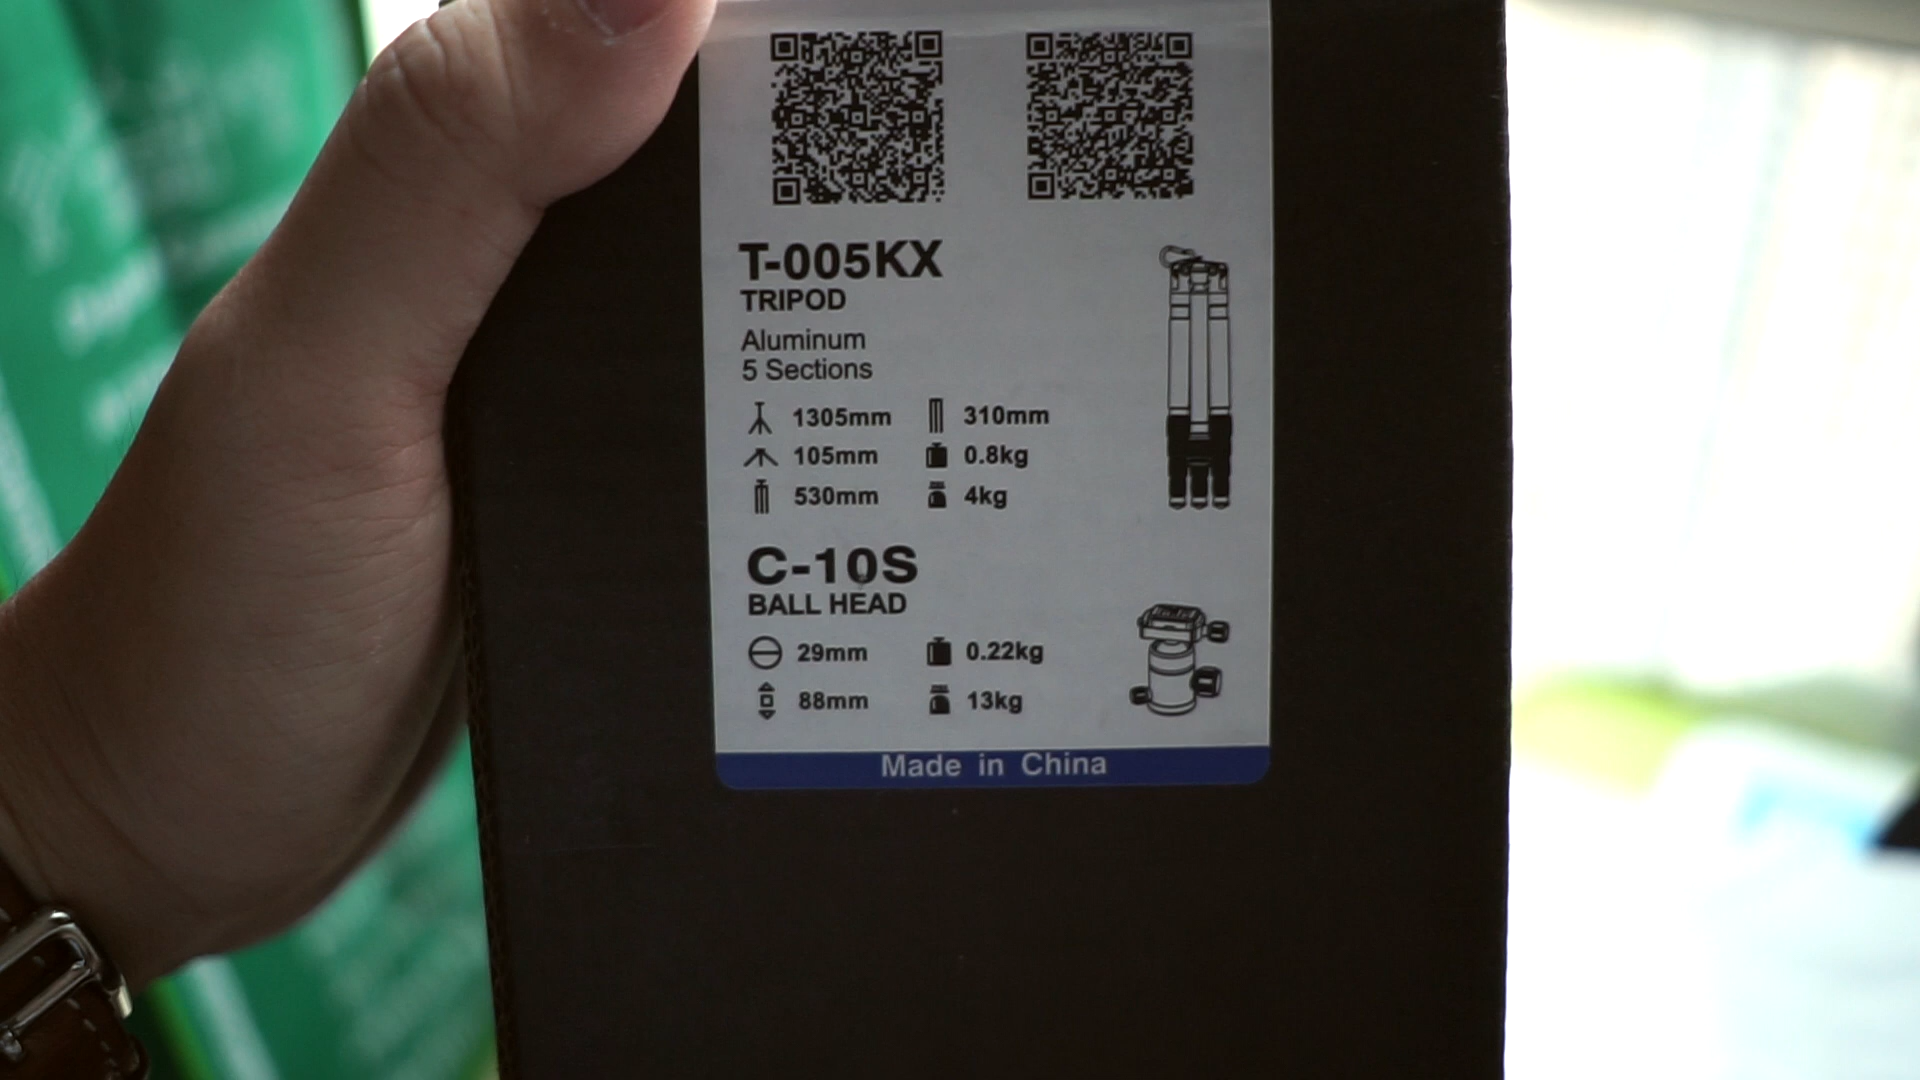 T-005KX
TRIPOD
Aluminum
5 Sections
1305mm 310mm
105mm 0.8kg
530mm 4kg
C-10S
BALL HEAD
29mm 0.22kg
88mm 13kg
Made in China